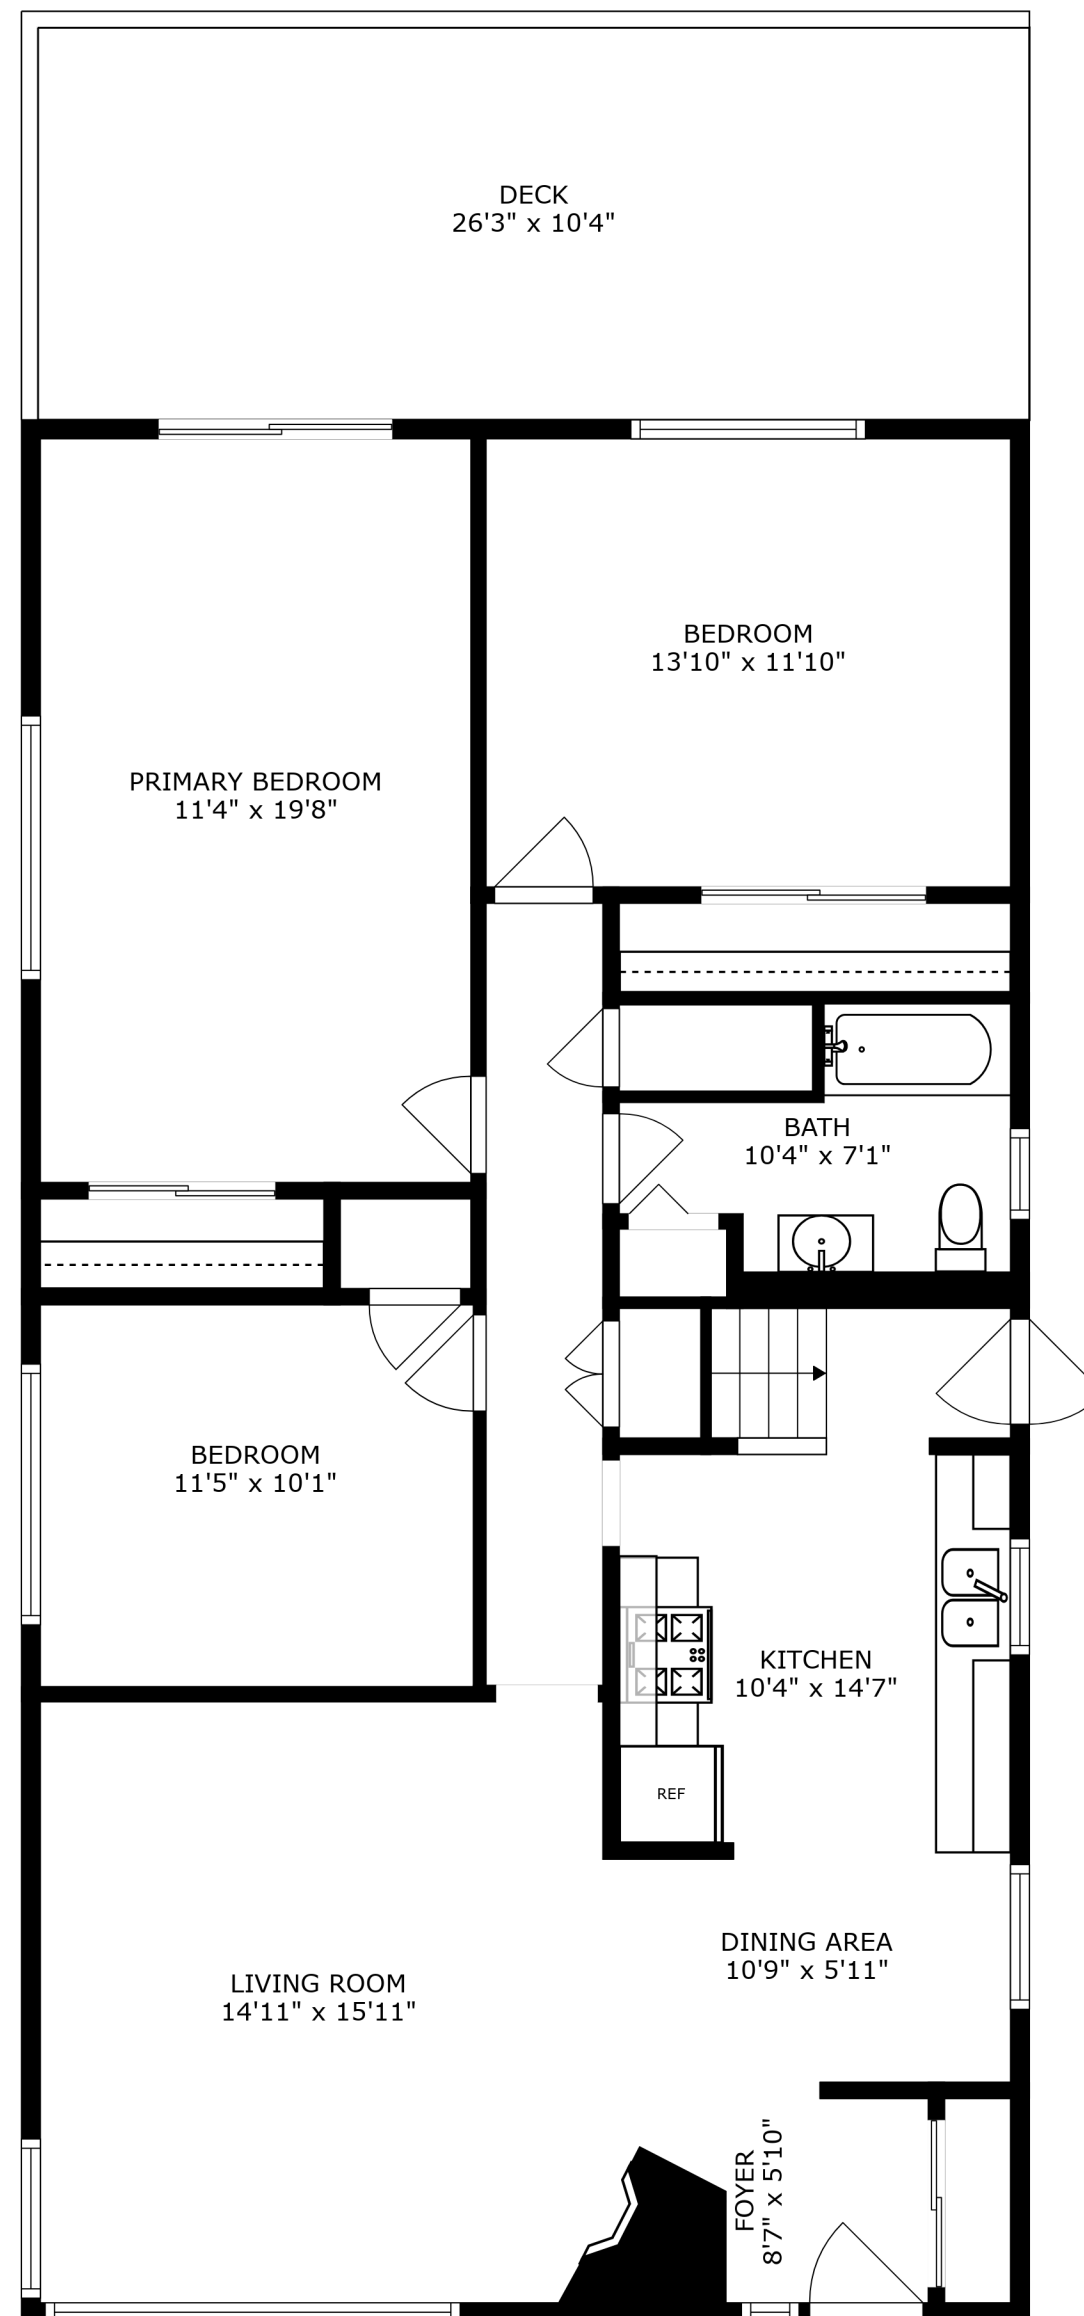 DECK
26'3" x 10'4"
BEDROOM
13'10" x 11'10"
PRIMARY BEDROOM
11'4" x 19'8"
BATH
10'4" x 7'1"
BEDROOM
11'5" x 10'1"
KITCHEN
10'4" x 14'7"
REF
DINING AREA
10'9" x 5'11"
LIVING ROOM
14'11" x 15'11"
FOYER
8'7" x 5'10"